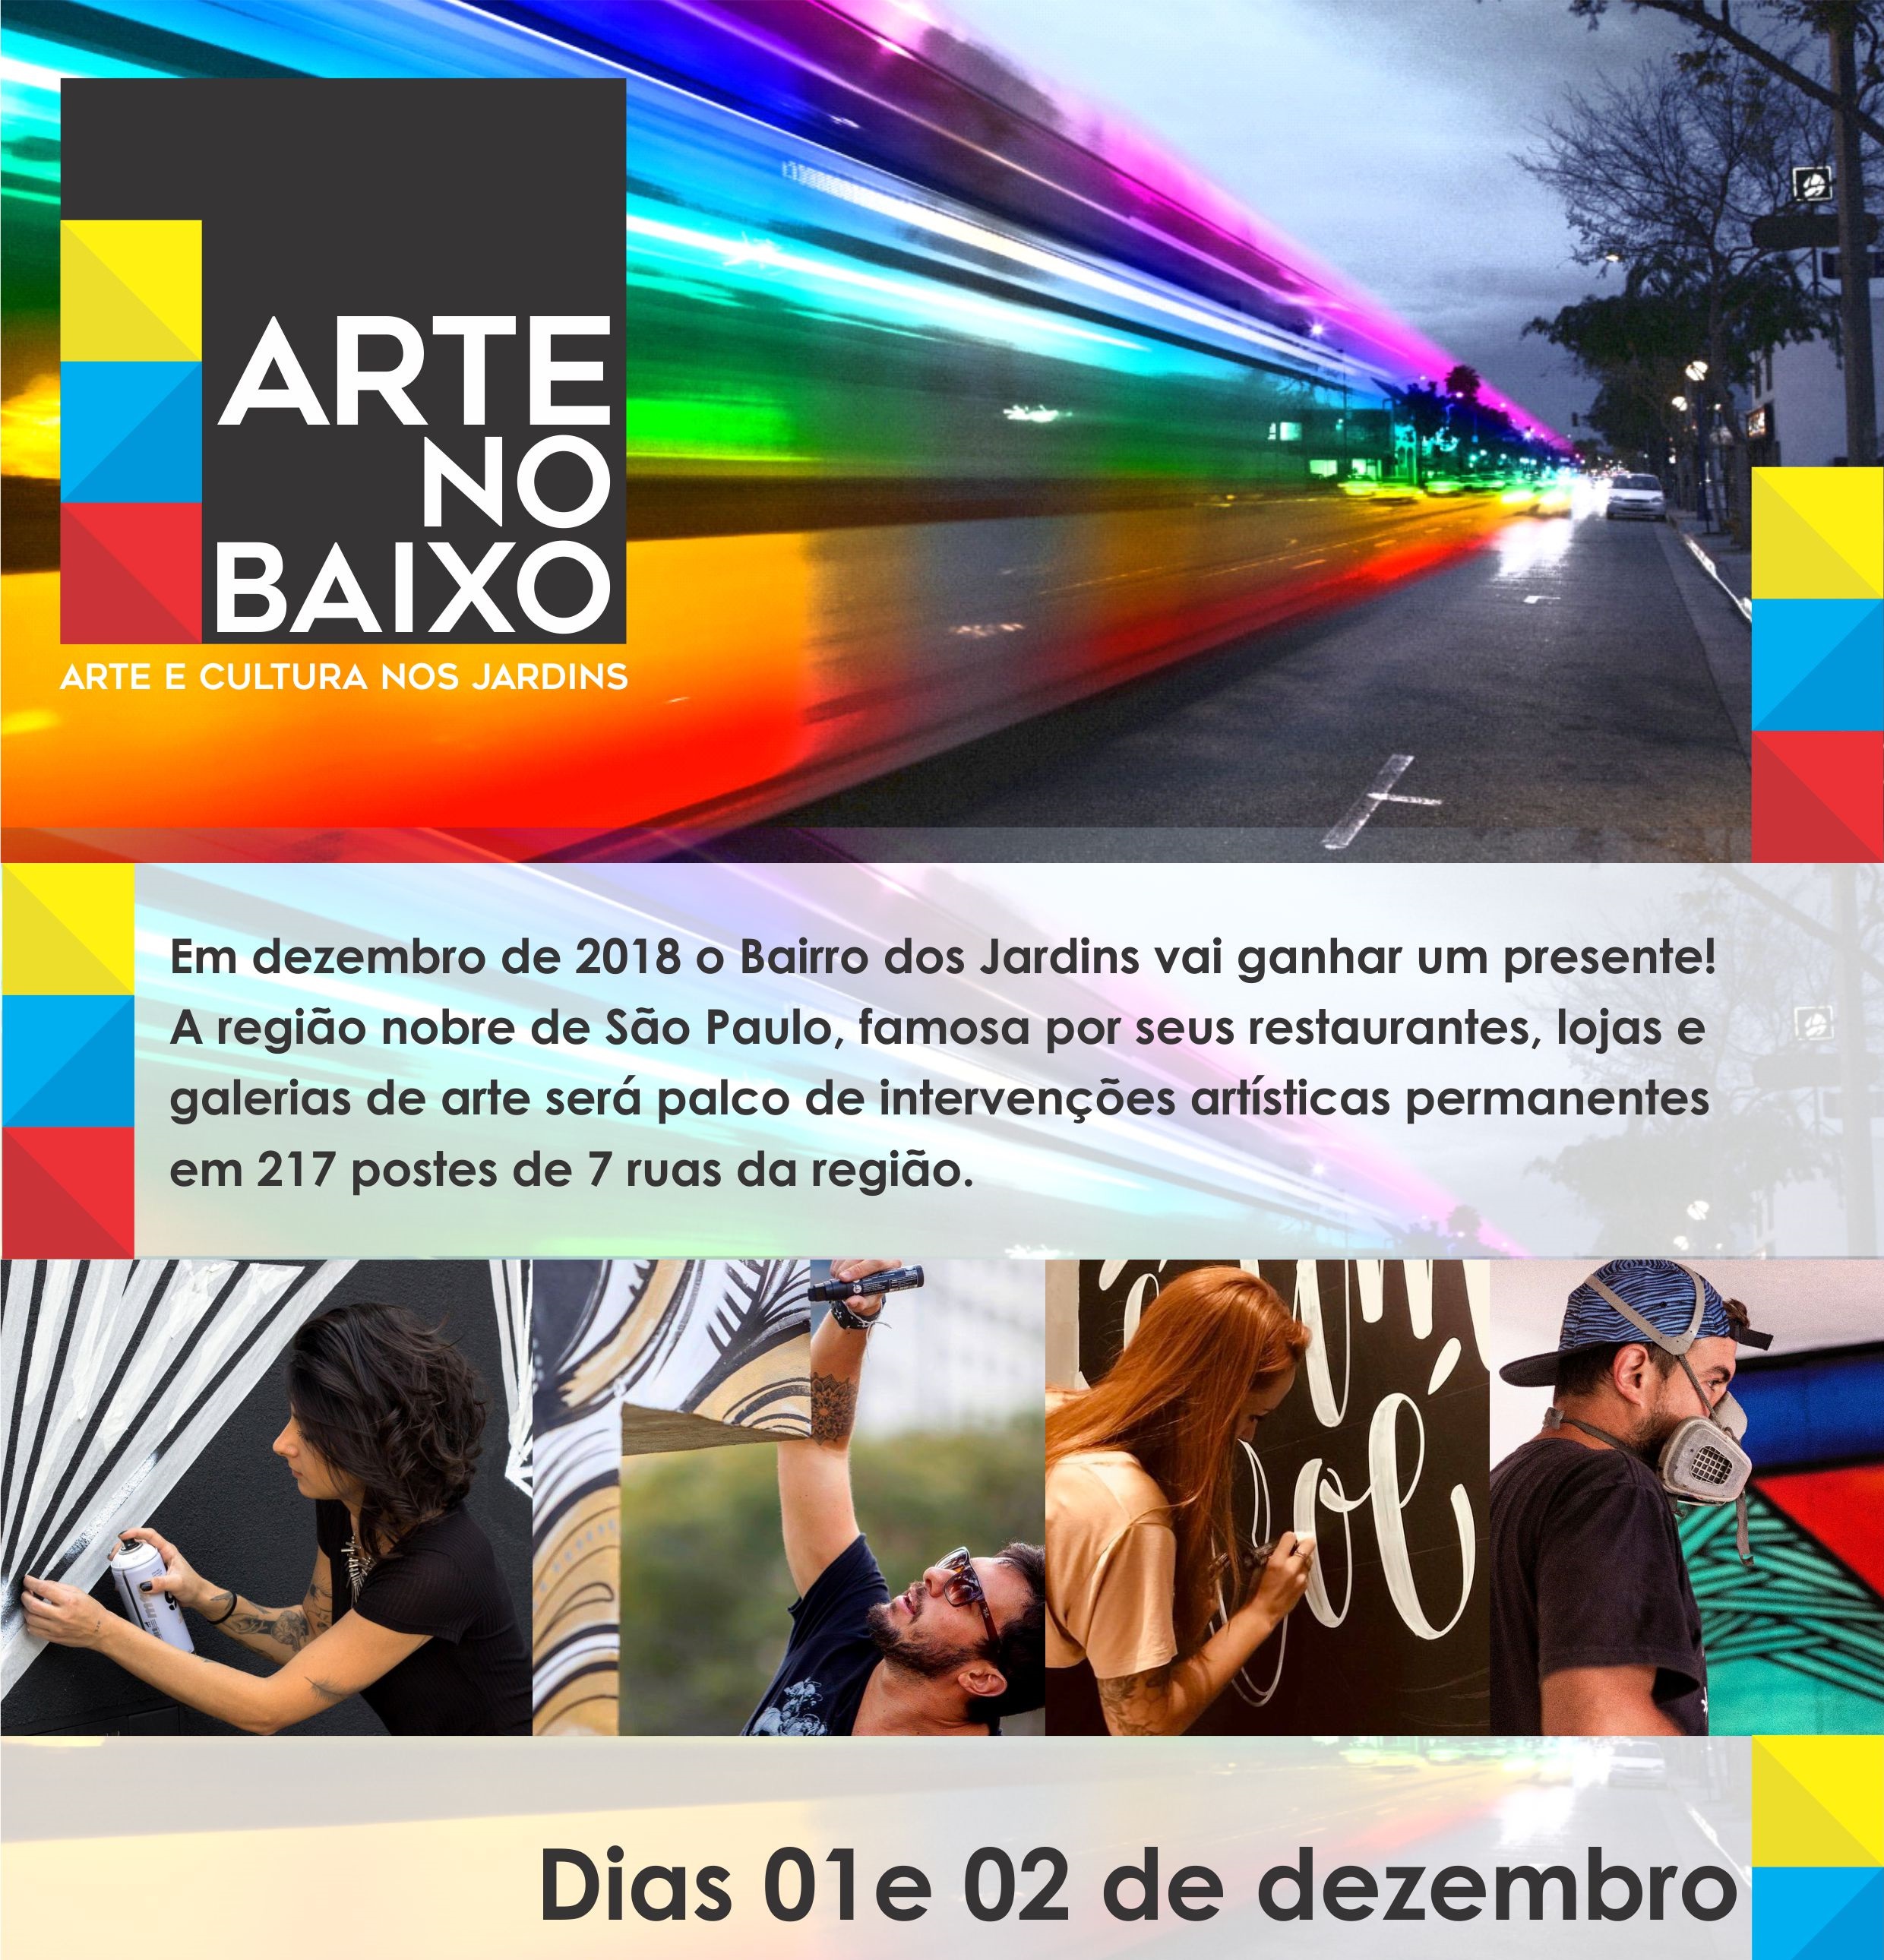 ARTE
NO
BAIXO
ARTE E CULTURA NOS JARDINS
Em dezembro de 2018 o Bairro dos Jardins vai ganhar um presente!
A região nobre de São Paulo, famosa por seus restaurantes, lojas e
galerias de arte será palco de intervenções artísticas permanentes
em 217 postes de 7 ruas da região.
Dias 01e 02 de dezembro